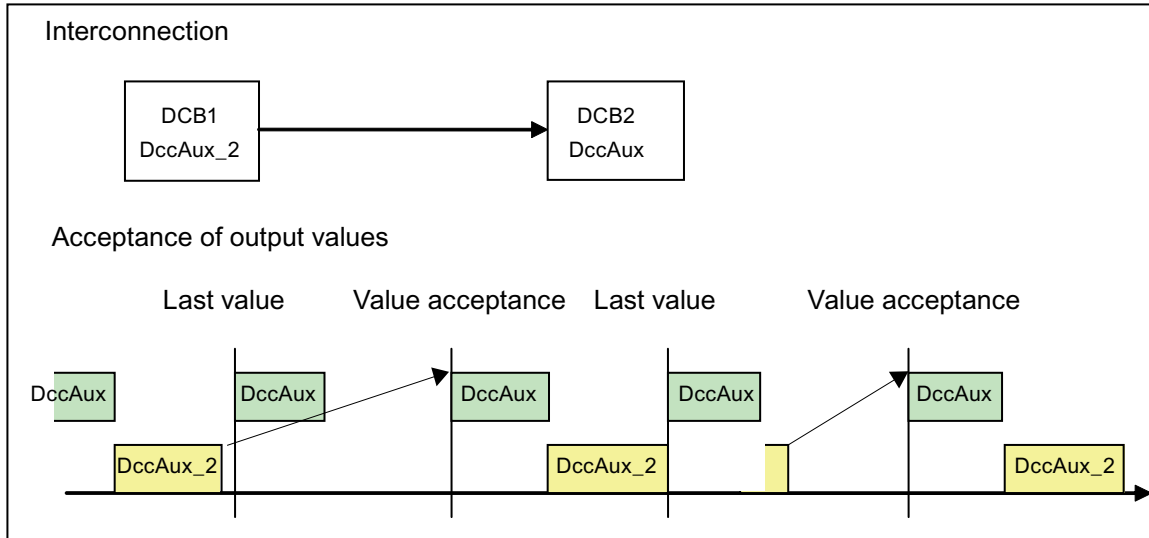 Interconnection
DCB1
DccAux_2
DCB2
DccAux
Acceptance of output values
Last value
Value acceptance
Last value
Value acceptance
DccAux
DccAux
DccAux
DccAux
DccAux
DccAux_2
DccAux_2
DccAux_2